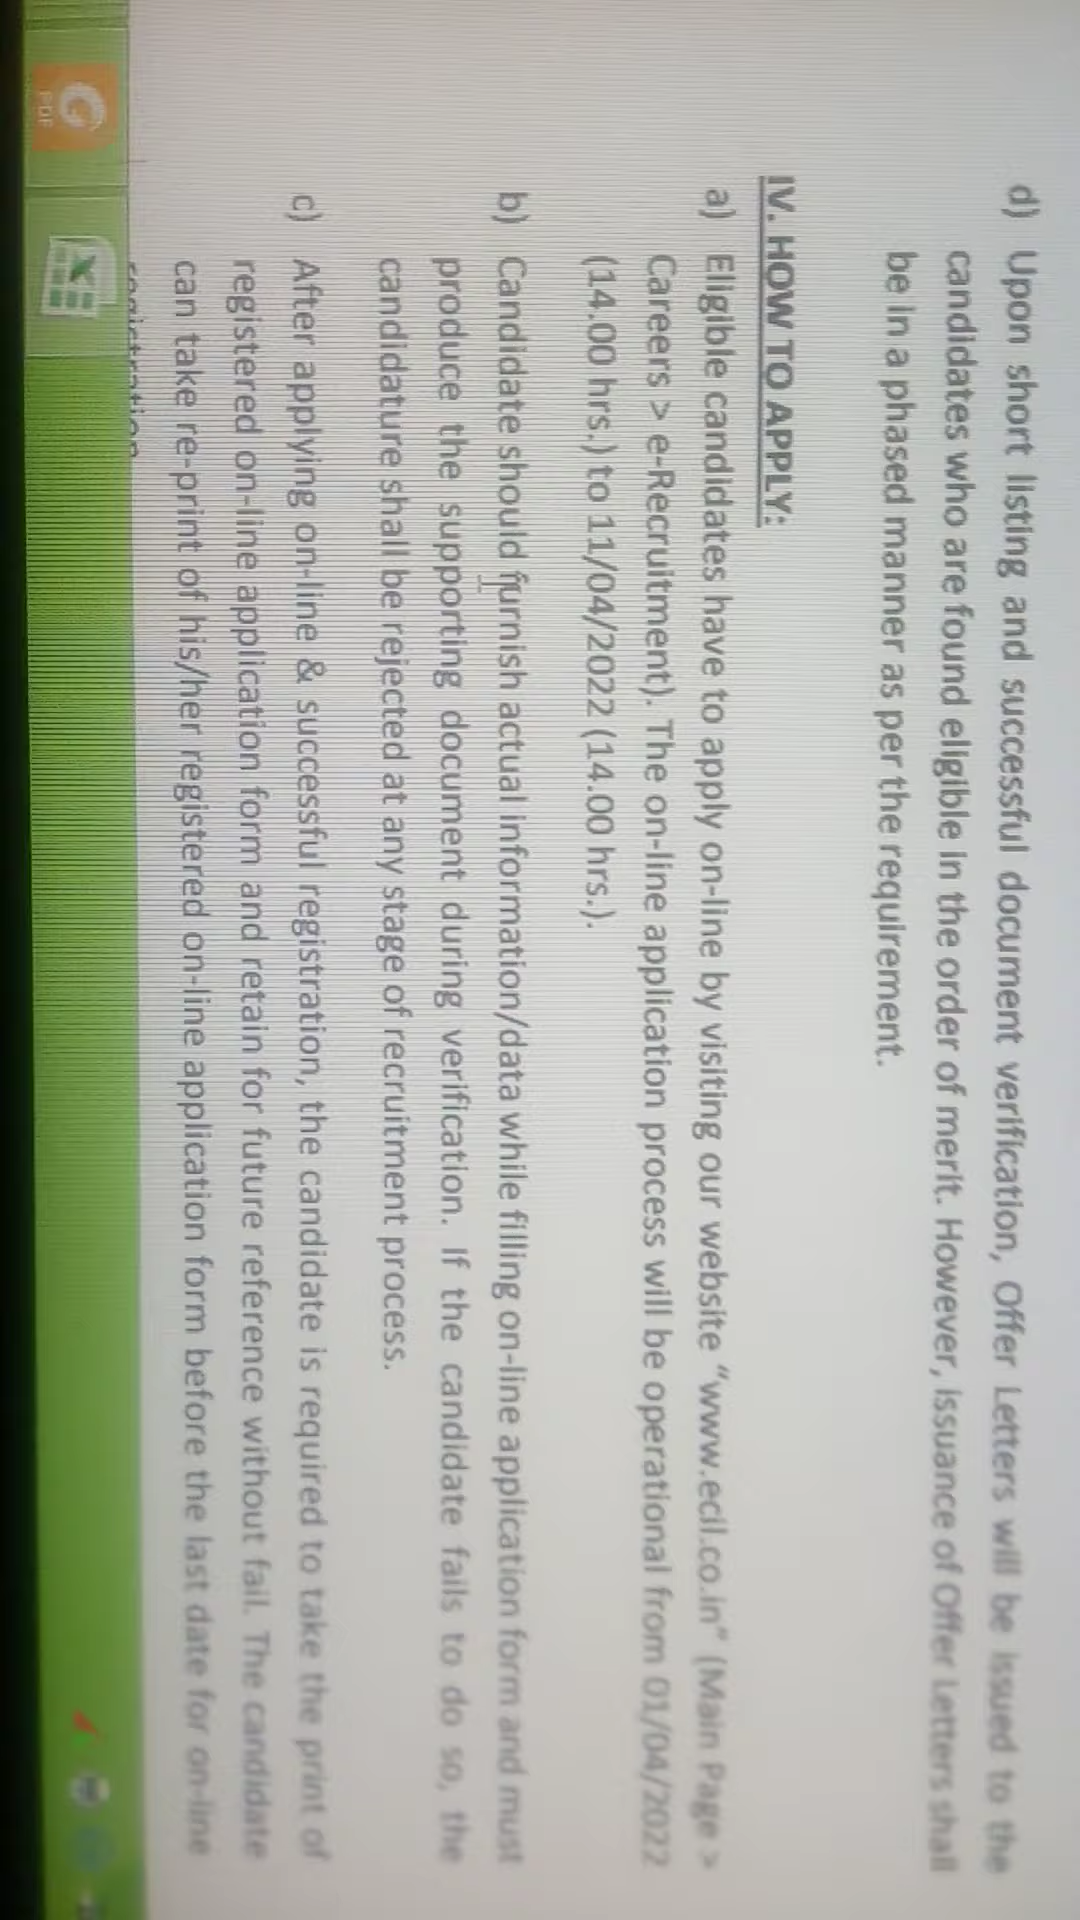 d) Upon short listing and successful document verification, Offer Letters will be issued to the
candidates who are found eligible in the order of merit. However, issuance of Offer Letters shall
be in a phased manner as per the requirement.
IV. HOW TO APPLY:
a) Eligible candidates have to apply on-line by visiting our website "www.ecil.co.in" (Main Page >
Careers > e-Recruitment). The on-line application process will be operational from 01/04/2022
(14.00 hrs.) to 11/04/2022 (14.00 hrs.).
b) Candidate should furnish actual information/data while filling on-line application form and must
produce the supporting document during verification. If the candidate fails to do so, the
candidature shall be rejected at any stage of recruitment process.
c) After applying on-line & successful registration, the candidate is required to take the print of
registered on-line application form and retain for future reference without fail. The candidate
can take re-print of his/her registered on-line application form before the last date for on-line
registration
PDF